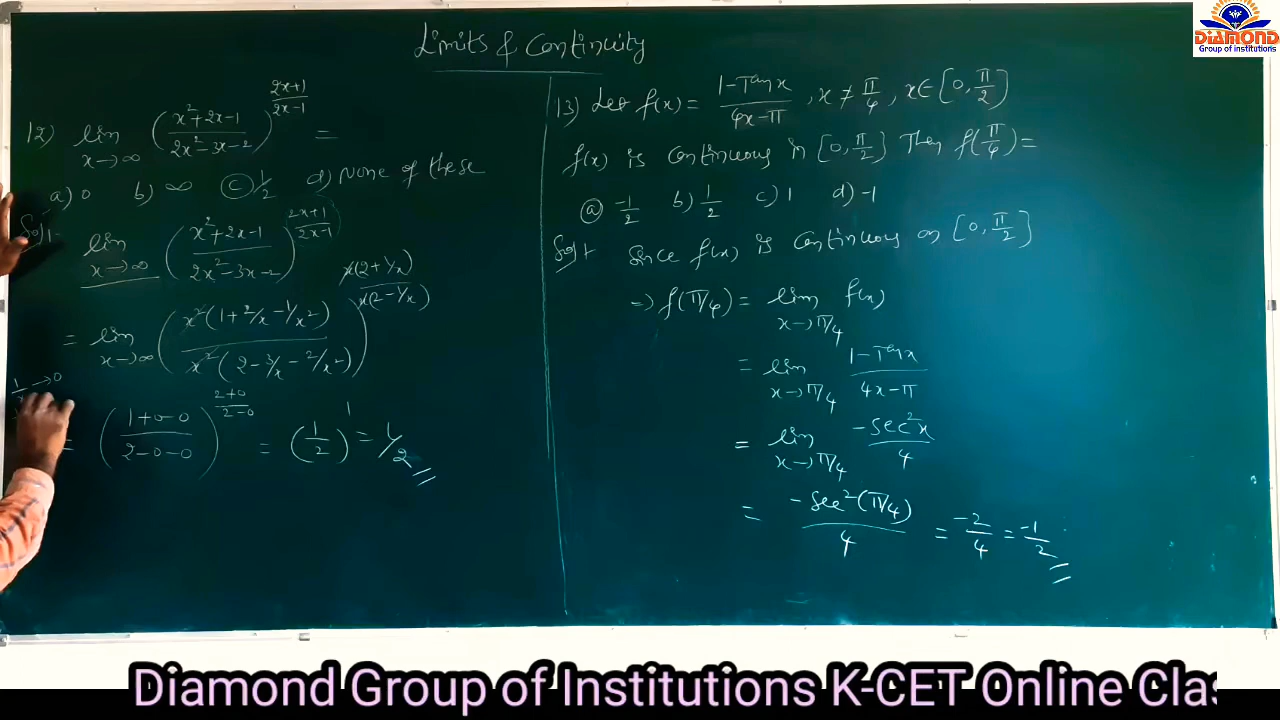 DIAMOND
Group of institutions
Limits & Continuity
12) lim x→∞ ((x²+2x-1)/(2x²-3x-2))^((2x+1)/(2x-1)) =
a) 0 b) ∞ (c) 1/2 d) None of these
Sol:-
lim x→∞ ((x²+2x-1)/(2x²-3x-2))^((2x+1)/(2x-1))
= lim x→∞ ((x²(1+2/x-1/x²))/(x²(2-3/x-2/x²)))^((x(2+1/x))/(x(2-1/x)))
1/x→0
= ((1+0-0)/(2-0-0))^((2+0)/(2-0)) = (1/2)^1 = 1/2
13) Let f(x) = (1-Tanx)/(4x-π), x ≠ π/4, x∈[0, π/2]
f(x) is continuous in [0, π/2] Then f(π/4) =
(a) -1/2 b) 1/2 c) 1 d) -1
Sol:- Since f(x) is continuous on [0, π/2]
⇒ f(π/4) = lim x→π/4 f(x)
= lim x→π/4 (1-Tanx)/(4x-π)
= lim x→π/4 (-sec²x)/4
= (-sec²(π/4))/4 = -2/4 = -1/2
Diamond Group of Institutions K-CET Online Clas